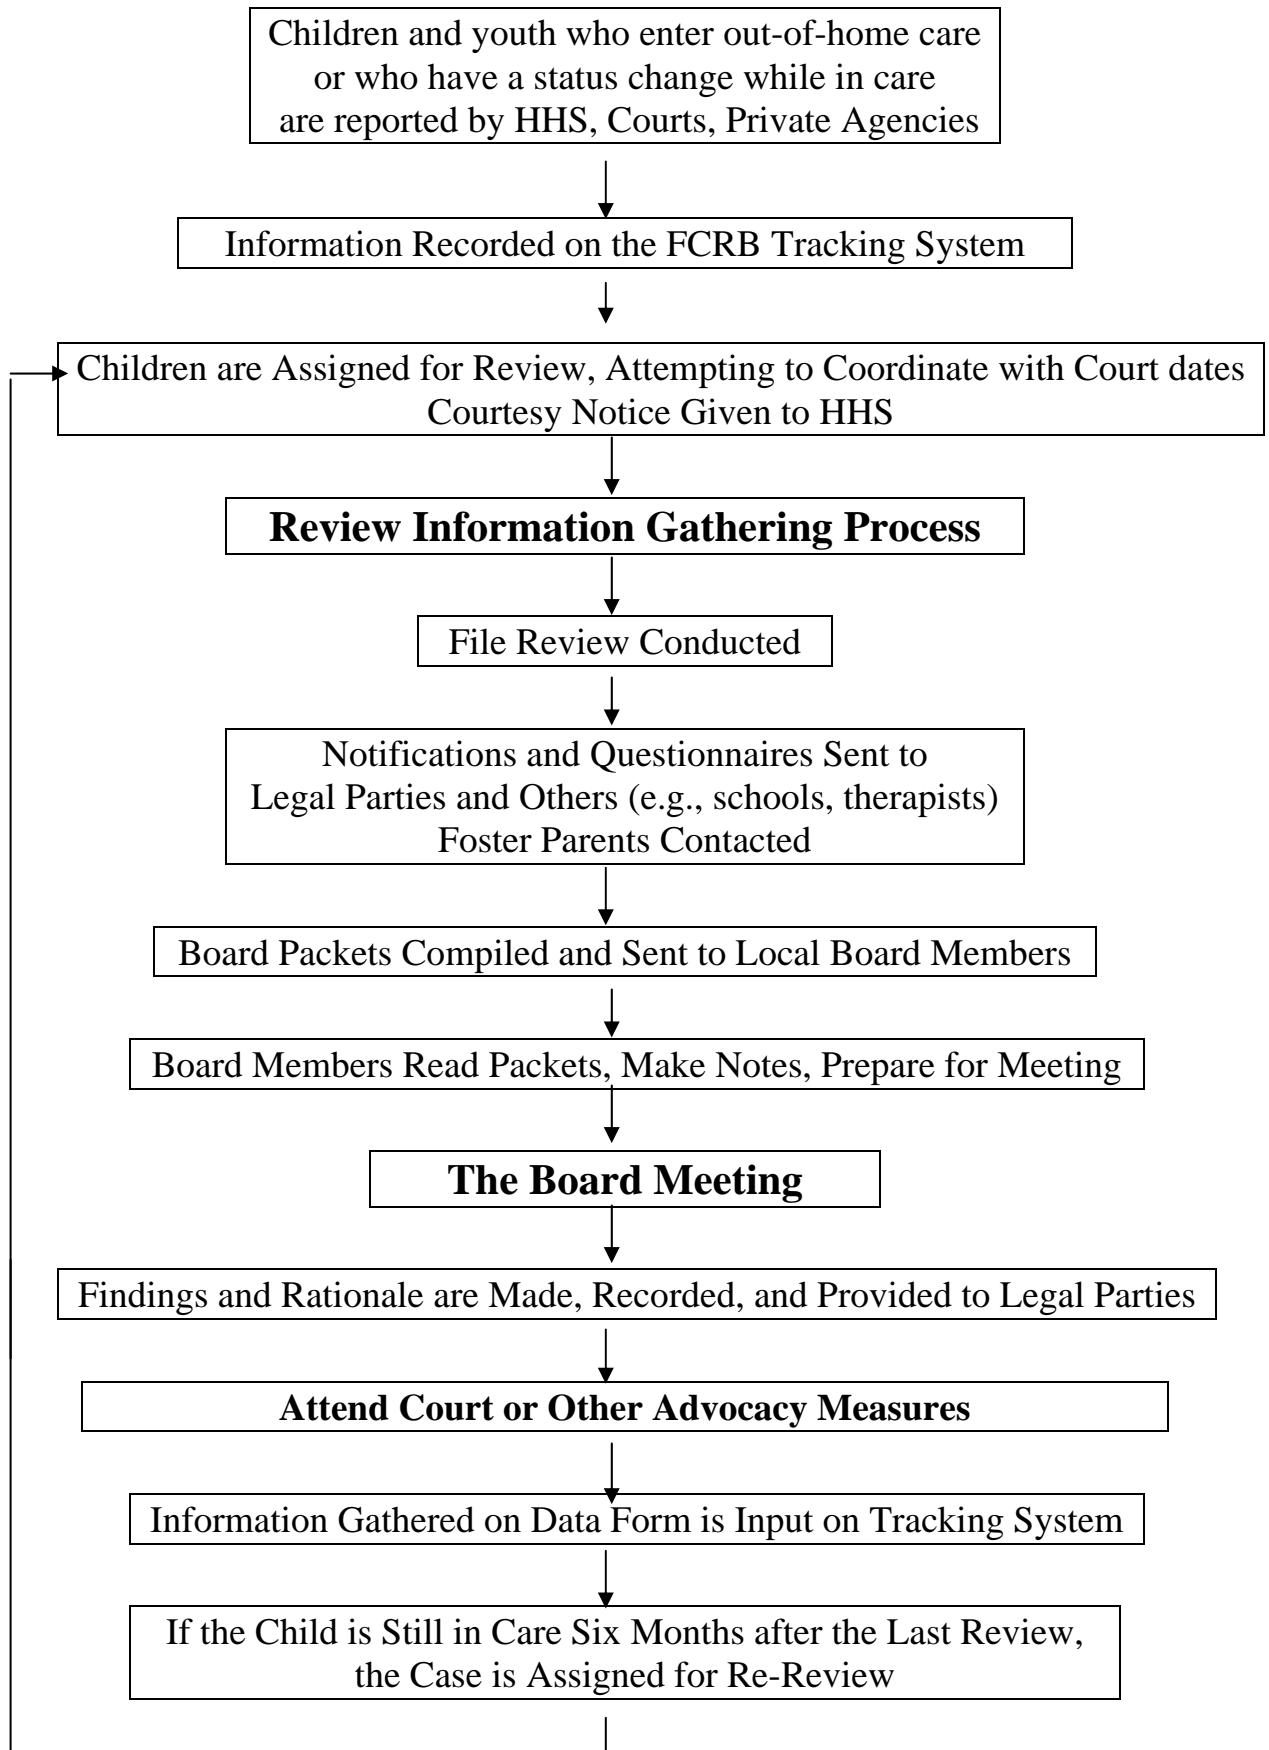 Children and youth who enter out-of-home care
or who have a status change while in care
are reported by HHS, Courts, Private Agencies
Information Recorded on the FCRB Tracking System
Children are Assigned for Review, Attempting to Coordinate with Court dates
Courtesy Notice Given to HHS
Review Information Gathering Process
File Review Conducted
Notifications and Questionnaires Sent to
Legal Parties and Others (e.g., schools, therapists)
Foster Parents Contacted
Board Packets Compiled and Sent to Local Board Members
Board Members Read Packets, Make Notes, Prepare for Meeting
The Board Meeting
Findings and Rationale are Made, Recorded, and Provided to Legal Parties
Attend Court or Other Advocacy Measures
Information Gathered on Data Form is Input on Tracking System
If the Child is Still in Care Six Months after the Last Review,
the Case is Assigned for Re-Review